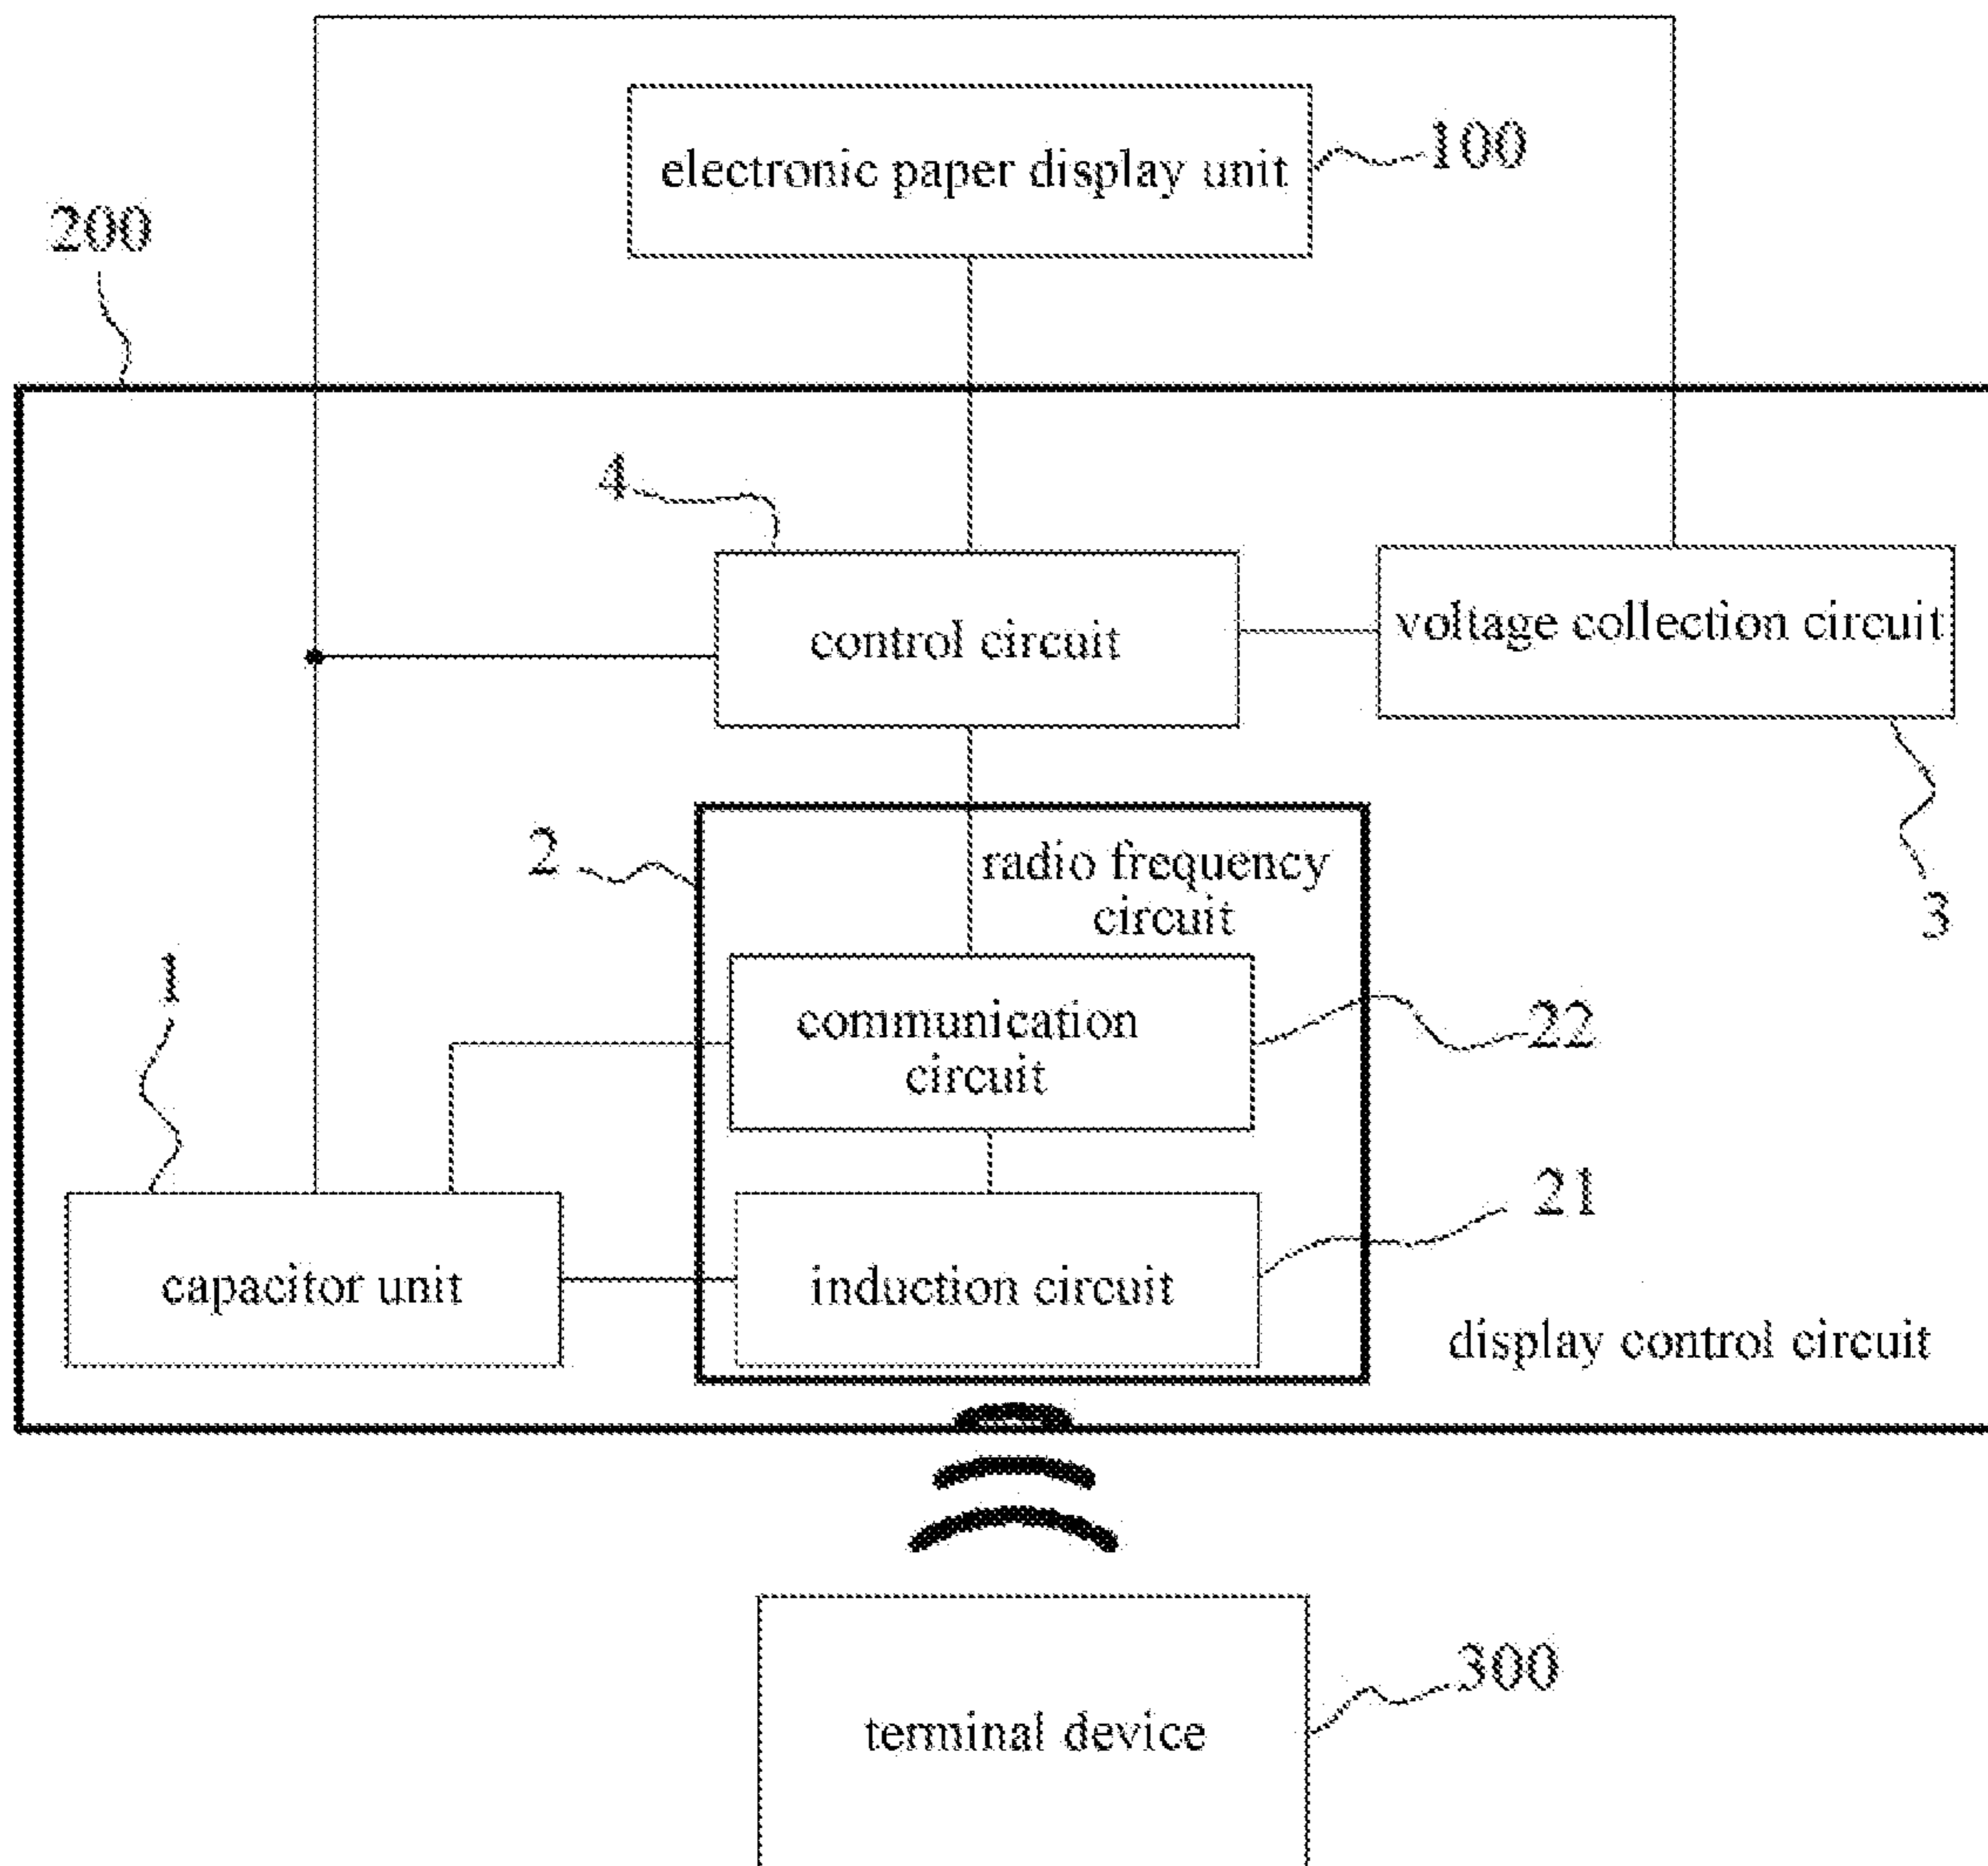 electronic paper display unit
100
200
4
control circuit
voltage collection circuit
3
2
radio frequency
circuit
1
communication
circuit
22
capacitor unit
induction circuit
21
display control circuit
terminal device
300